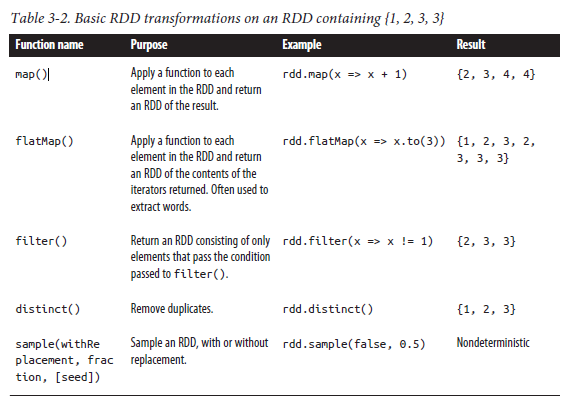 Table 3-2. Basic RDD transformations on an RDD containing {1, 2, 3, 3}
Function name Purpose Example Result
map() Apply a function to each rdd.map(x => x + 1) {2, 3, 4, 4}
element in the RDD and return
an RDD of the result.
flatMap() Apply a function to each rdd.flatMap(x => x.to(3)) {1, 2, 3, 2,
element in the RDD and return 3, 3, 3}
an RDD of the contents of the
iterators returned. Often used to
extract words.
filter() Return an RDD consisting of only rdd.filter(x => x != 1) {2, 3, 3}
elements that pass the condition
passed to filter().
distinct() Remove duplicates. rdd.distinct() {1, 2, 3}
sample(withRe Sample an RDD, with or without rdd.sample(false, 0.5) Nondeterministic
placement, frac replacement.
tion, [seed])